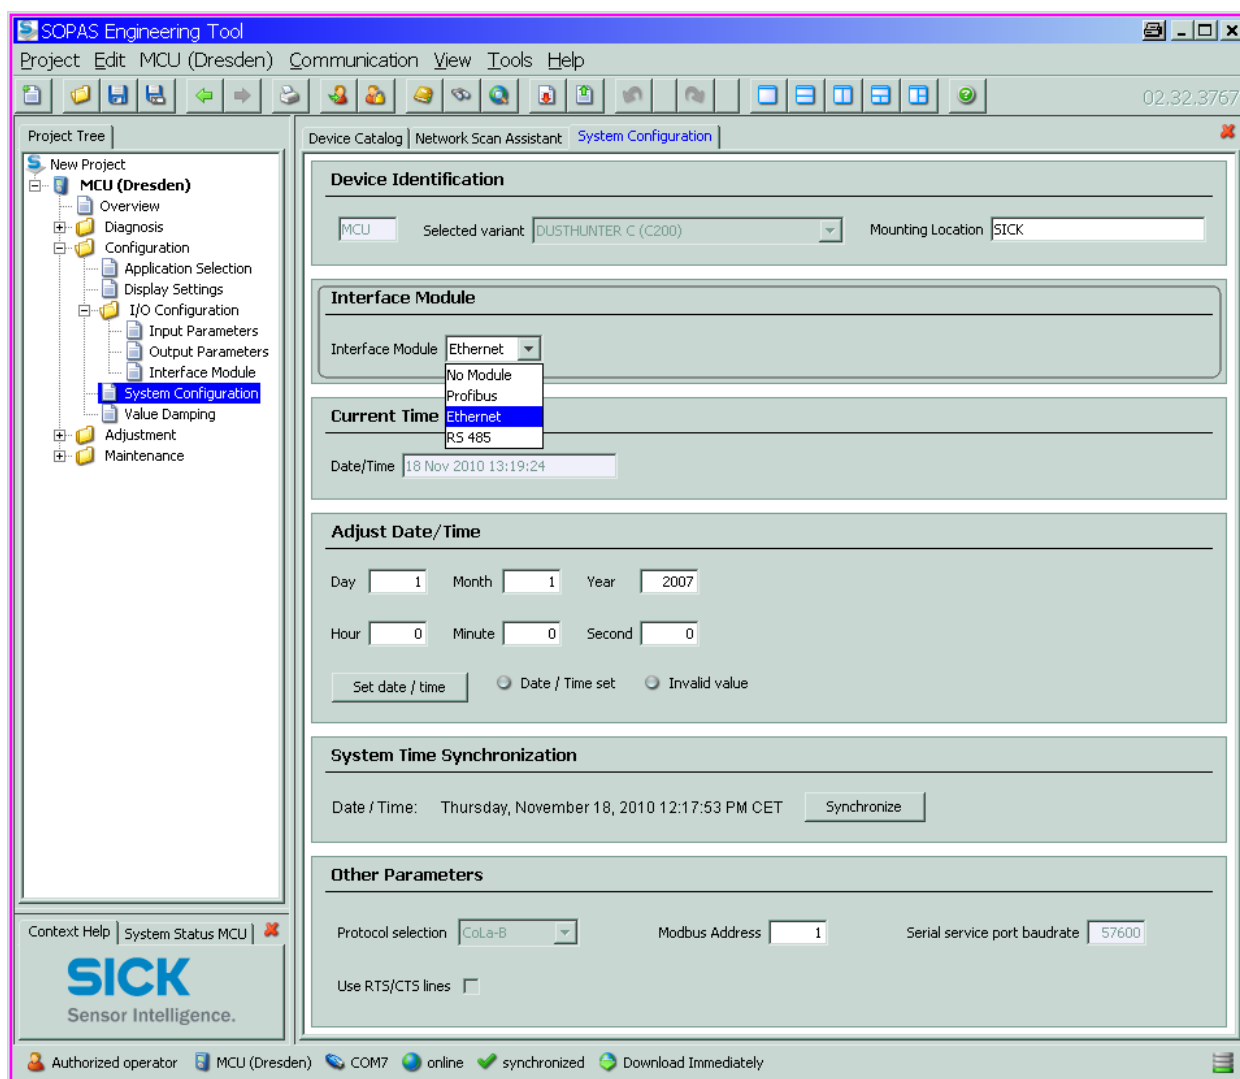 SOPAS Engineering Tool
Project Edit MCU (Dresden) Communication View Tools Help
02.32.3767
Project Tree
Device Catalog Network Scan Assistant System Configuration
New Project
MCU (Dresden)
Overview
Diagnosis
Configuration
Application Selection
Display Settings
I/O Configuration
Input Parameters
Output Parameters
Interface Module
System Configuration
Value Damping
Adjustment
Maintenance
Device Identification
MCU Selected variant DUSTHUNTER C (C200) Mounting Location SICK
Interface Module
Interface Module Ethernet
No Module
Profibus
Ethernet
RS 485
Current Time
Date/Time 18 Nov 2010 13:19:24
Adjust Date/Time
Day 1 Month 1 Year 2007
Hour 0 Minute 0 Second 0
Set date / time Date / Time set Invalid value
System Time Synchronization
Date / Time: Thursday, November 18, 2010 12:17:53 PM CET Synchronize
Other Parameters
Protocol selection CoLa-B Modbus Address 1 Serial service port baudrate 57600
Use RTS/CTS lines
Context Help System Status MCU
SICK
Sensor Intelligence.
Authorized operator MCU (Dresden) COM7 online synchronized Download Immediately